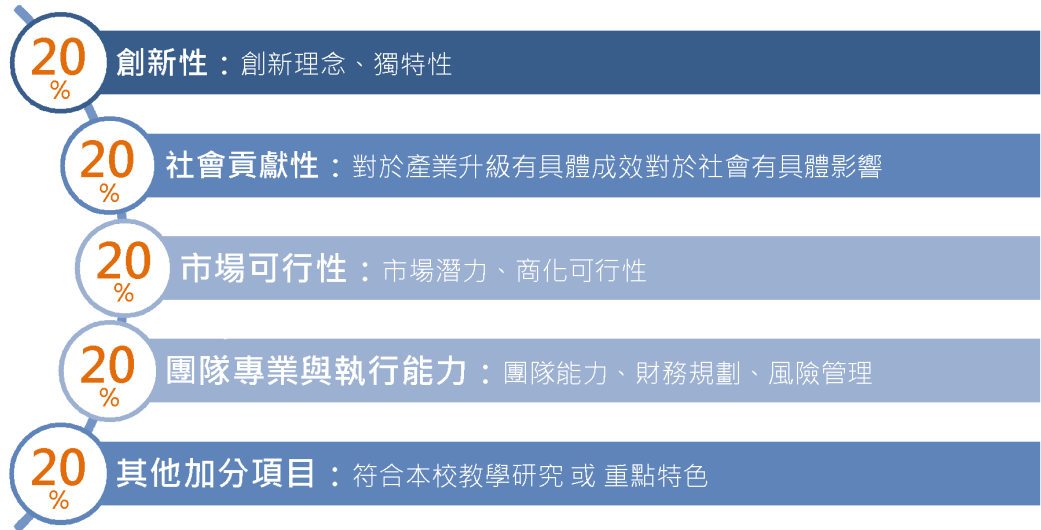 20
%
創新性：創新理念、獨特性
20
%
社會貢獻性：對於產業升級有具體成效對於社會有具體影響
20
%
市場可行性：市場潛力、商化可行性
20
%
團隊專業與執行能力：團隊能力、財務規劃、風險管理
20
%
其他加分項目：符合本校教學研究 或 重點特色